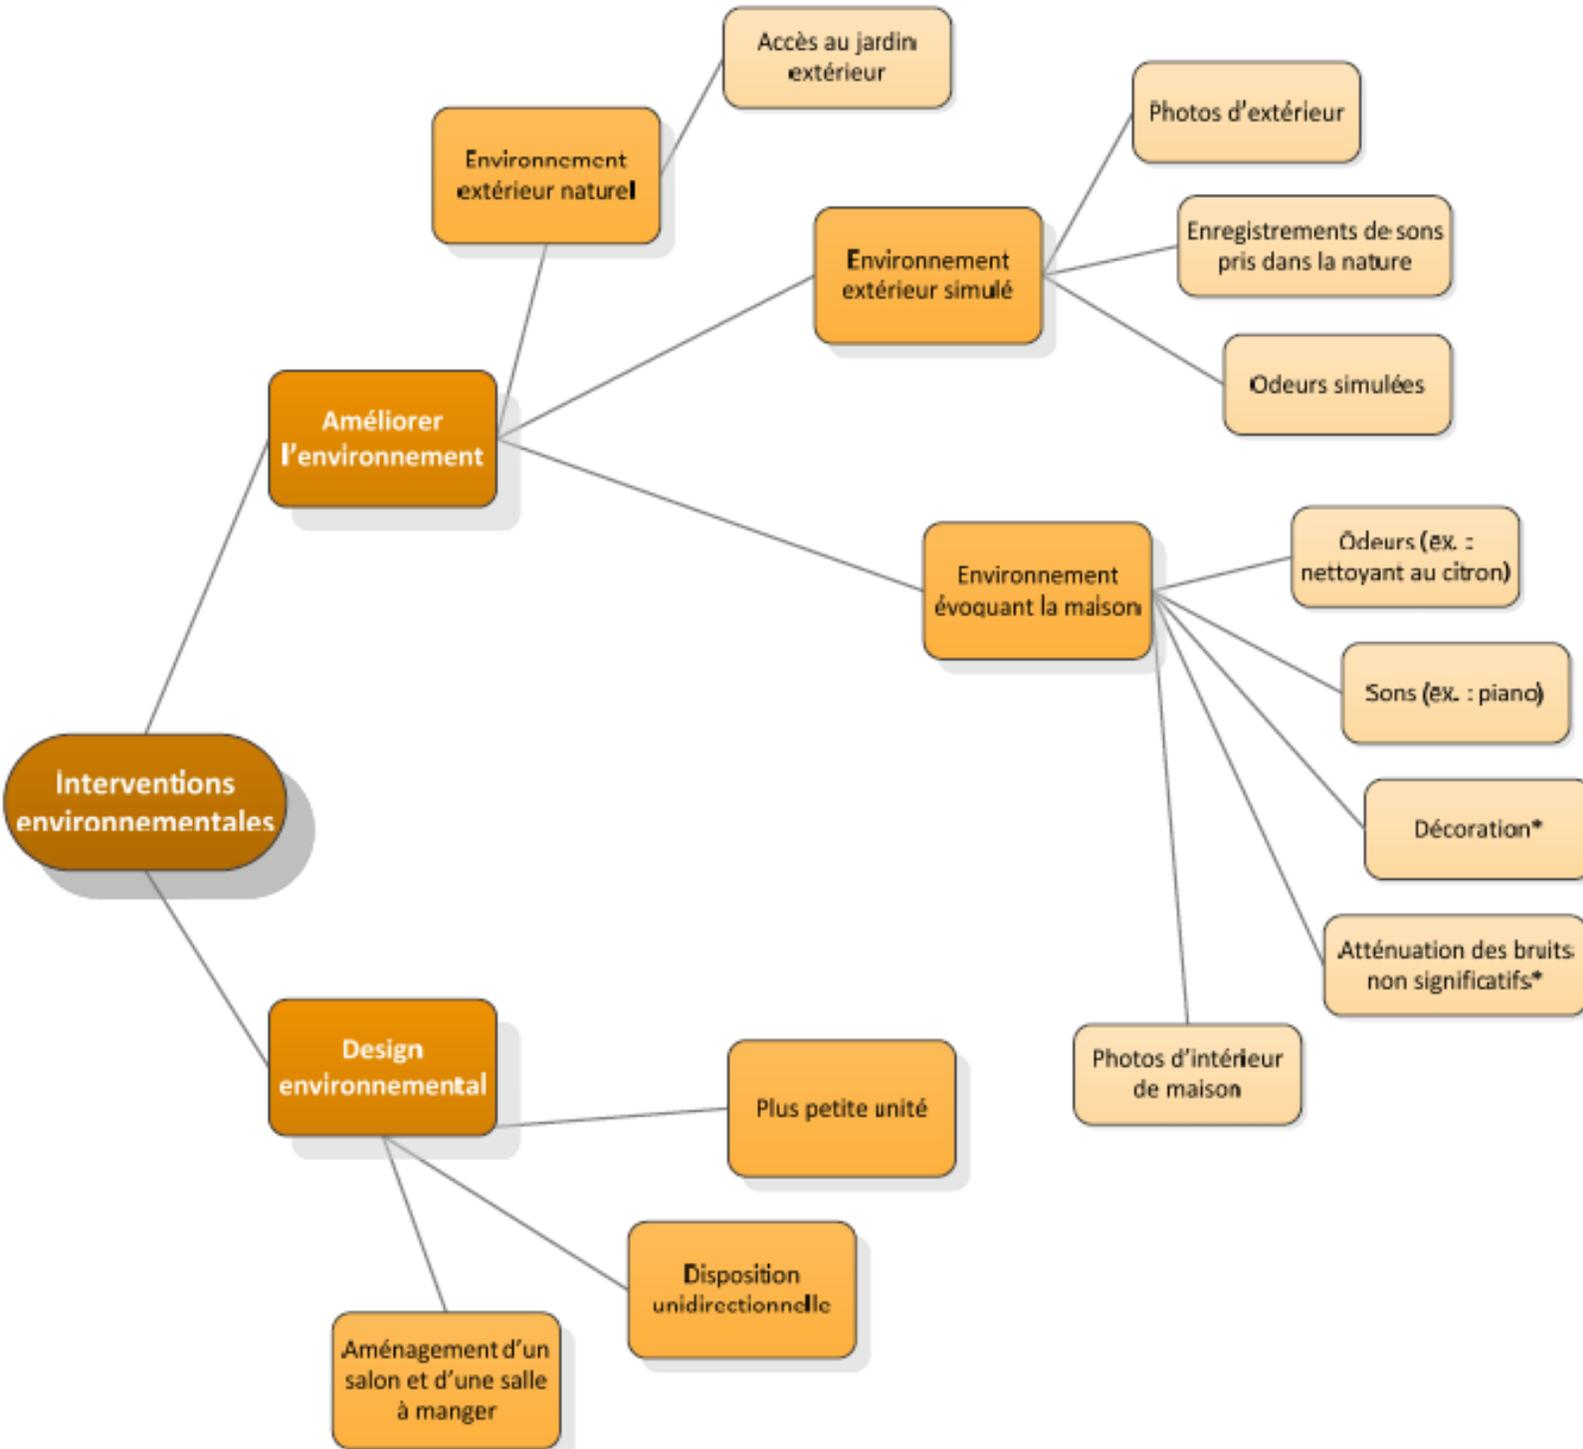 Accès au jardin
extérieur
Photos d'extérieur
Environnement
extérieur naturel
Enregistrements de sons
pris dans la nature
Environnement
extérieur simulé
Odeurs simulées
Améliorer
l'environnement
Odeurs (ex. :
nettoyant au citron)
Environnement
évoquant la maison
Sons (ex. : piano)
Interventions
environnementales
Décoration*
Atténuation des bruits
non significatifs*
Design
environnemental
Photos d'intérieur
de maison
Plus petite unité
Disposition
unidirectionnelle
Aménagement d'un
salon et d'une salle
à manger